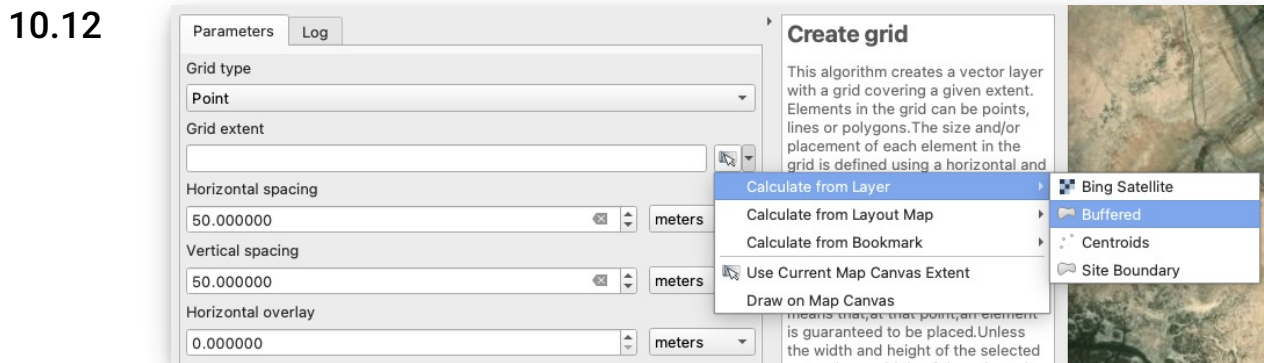 10.12
Parameters
Log
Grid type
Point
Grid extent
Horizontal spacing
50.000000
meters
Vertical spacing
50.000000
meters
Horizontal overlay
0.000000
meters
Create grid
This algorithm creates a vector layer
with a grid covering a given extent.
Elements in the grid can be points,
lines or polygons.The size and/or
placement of each element in the
grid is defined using a horizontal and
Calculate from Layer
Calculate from Layout Map
Calculate from Bookmark
Use Current Map Canvas Extent
Draw on Map Canvas
Bing Satellite
Buffered
Centroids
Site Boundary
means that,at that point,an element
is guaranteed to be placed.Unless
the width and height of the selected